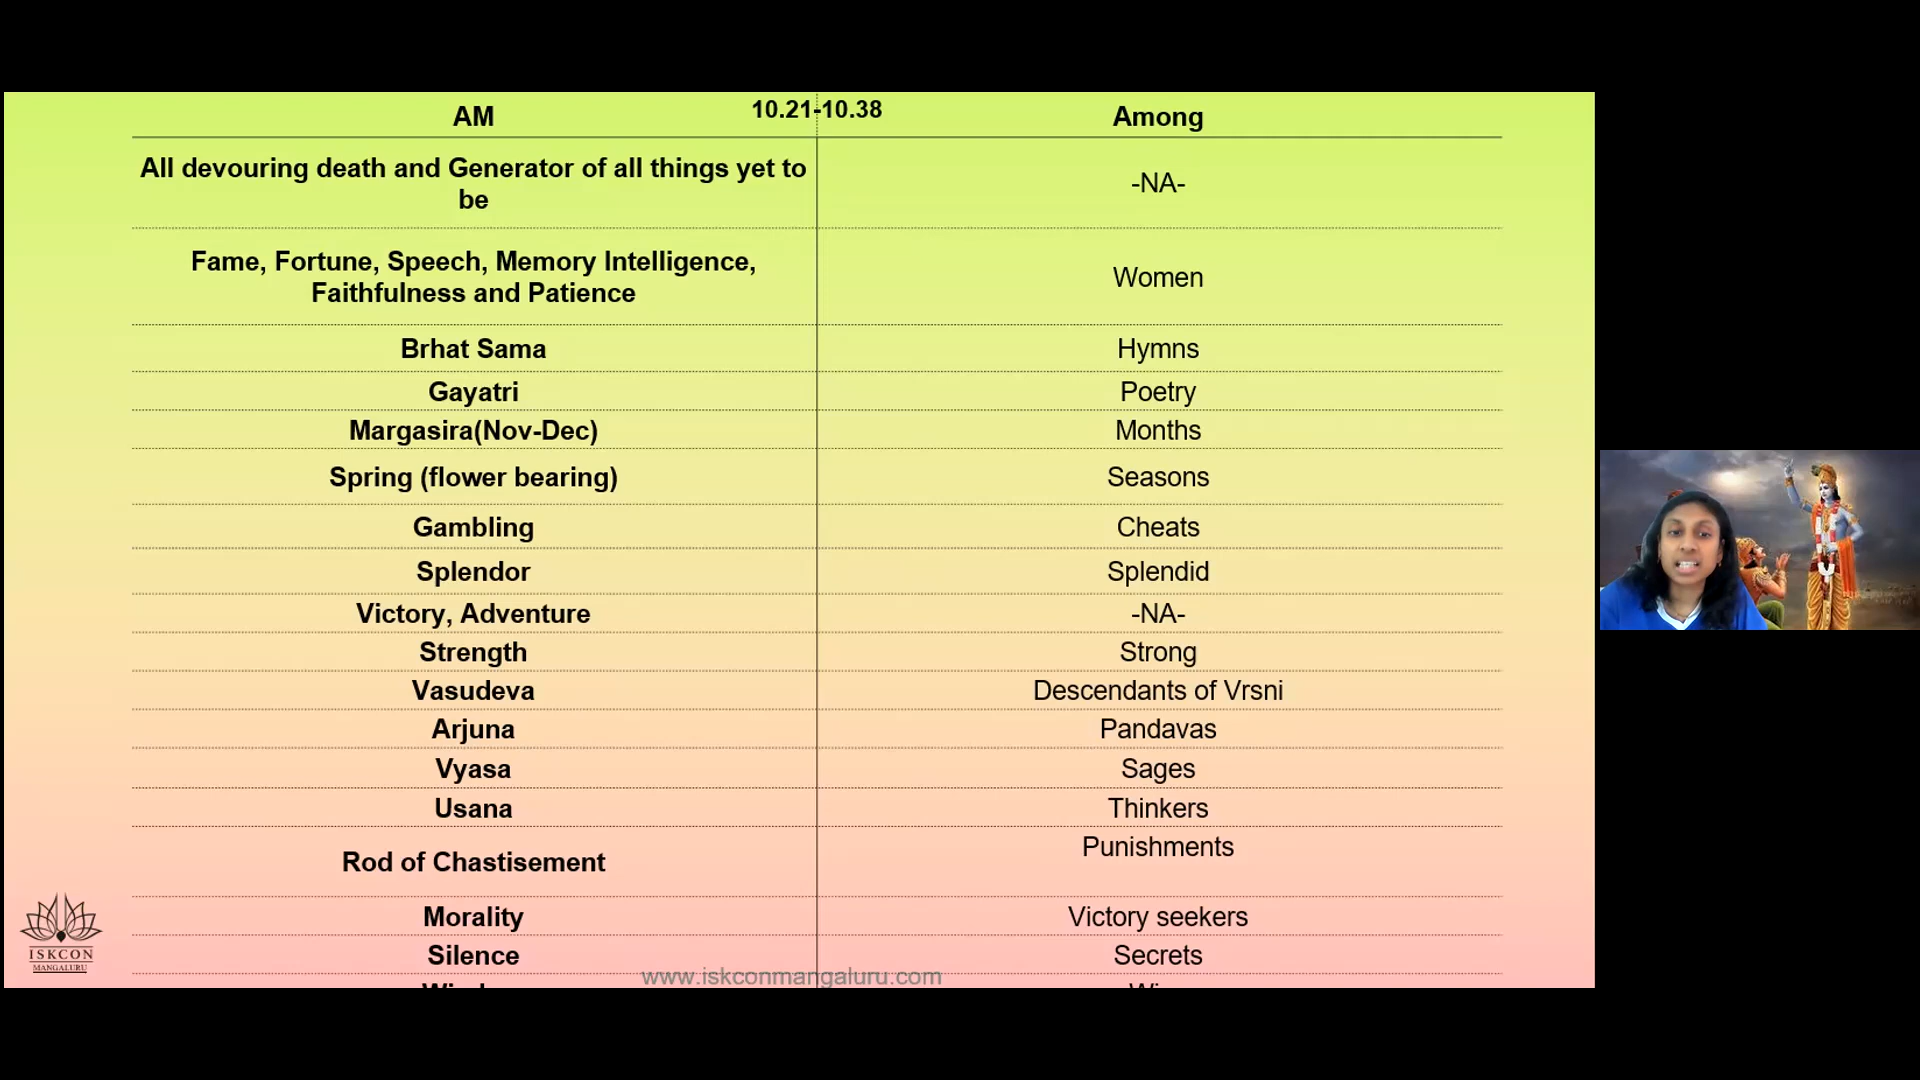 AM 10.21-10.38 Among
All devouring death and Generator of all things yet to
be
-NA-
Fame, Fortune, Speech, Memory Intelligence,
Faithfulness and Patience
Women
Brhat Sama Hymns
Gayatri Poetry
Margasira(Nov-Dec) Months
Spring (flower bearing) Seasons
Gambling Cheats
Splendor Splendid
Victory, Adventure -NA-
Strength Strong
Vasudeva Descendants of Vrsni
Arjuna Pandavas
Vyasa Sages
Usana Thinkers
Rod of Chastisement Punishments
Morality Victory seekers
Silence Secrets
ISKCON
MANGALURU
www.iskconmangaluru.com